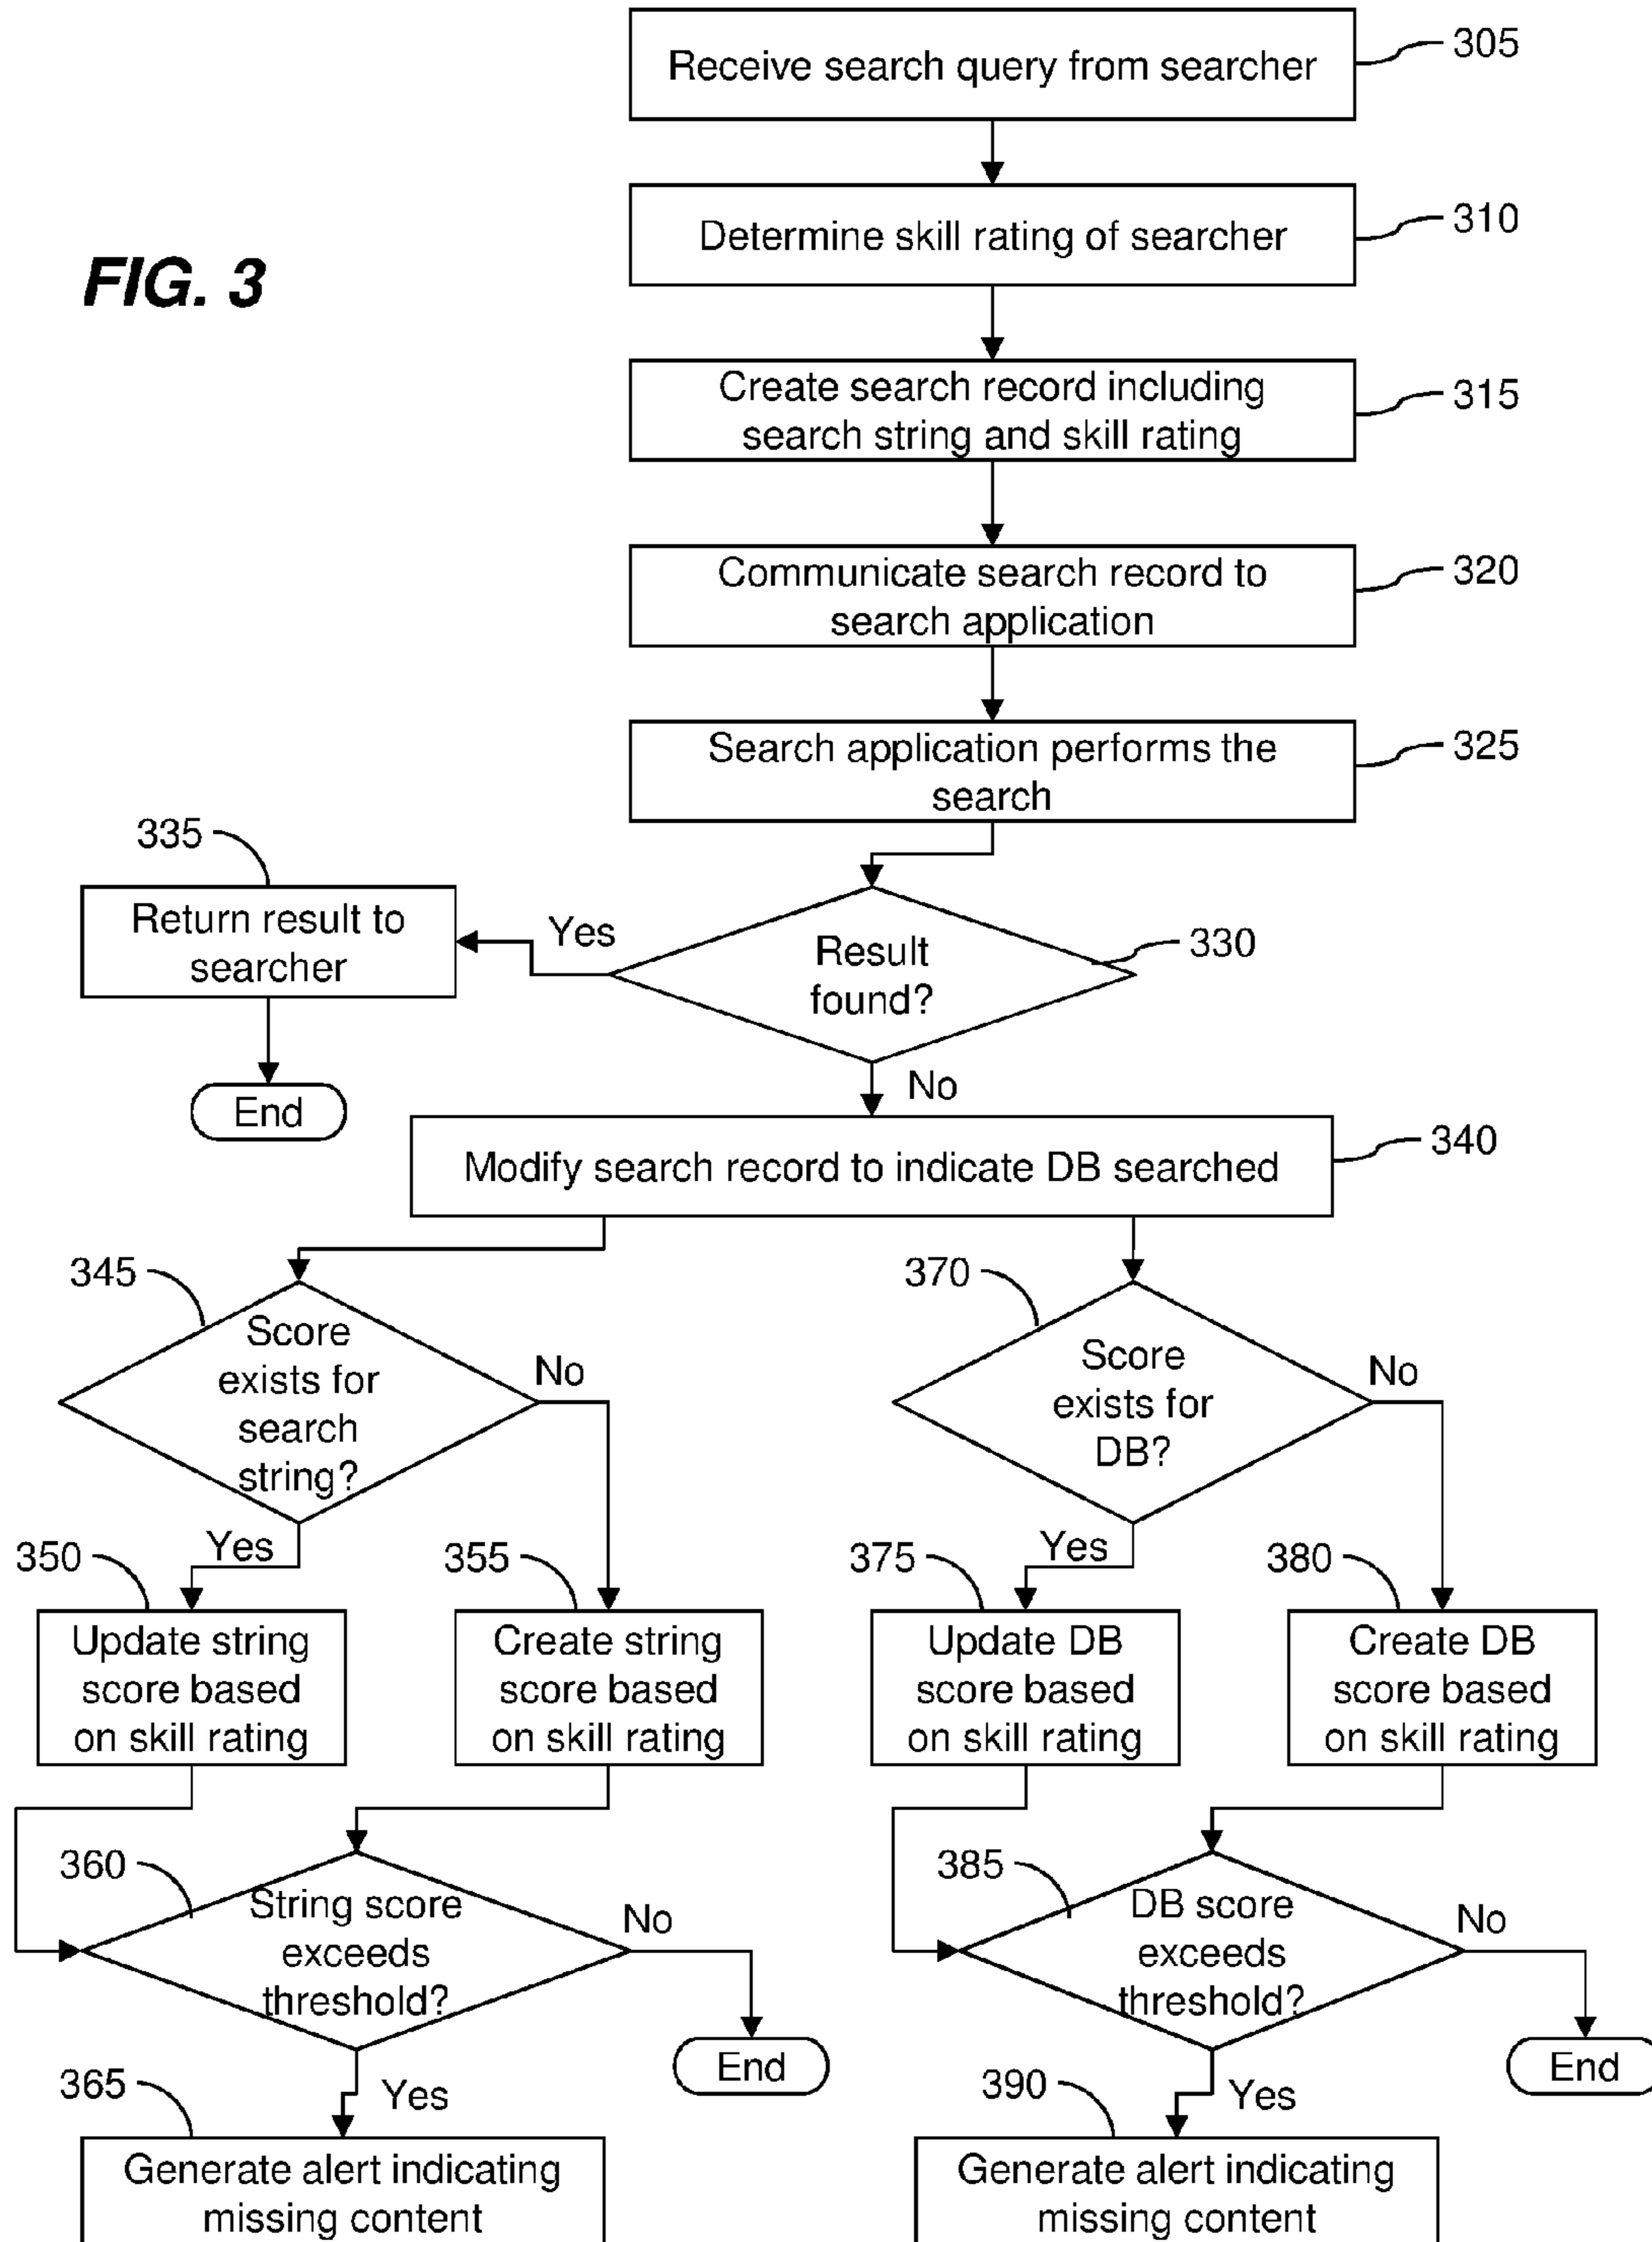 Receive search query from searcher
305
FIG. 3
Determine skill rating of searcher
310
Create search record including
search string and skill rating
315
Communicate search record to
search application
320
Search application performs the
search
325
335
Return result to
searcher
Yes
Result
found?
330
End
No
Modify search record to indicate DB searched
340
345
Score
exists for
search
string?
No
370
Score
exists for
DB?
No
350
Yes
355
375
Yes
380
Update string
score based
on skill rating
Create string
score based
on skill rating
Update DB
score based
on skill rating
Create DB
score based
on skill rating
360
String score
exceeds
threshold?
No
End
385
DB score
exceeds
threshold?
No
End
365
Yes
390
Yes
Generate alert indicating
missing content
Generate alert indicating
missing content